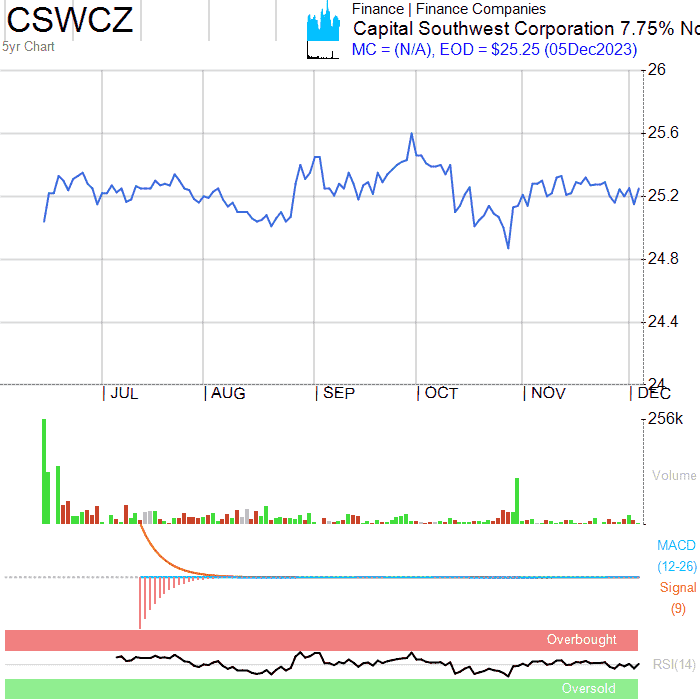 CSWCZ
5yr Chart
Finance | Finance Companies
Capital Southwest Corporation 7.75% No
MC = (N/A), EOD = $25.25 (05Dec2023)
26
25.6
25.2
24.8
24.4
24
JUL AUG SEP OCT NOV DEC
256k
Volume
MACD
(12-26)
Signal
(9)
Overbought
RSI(14)
Oversold